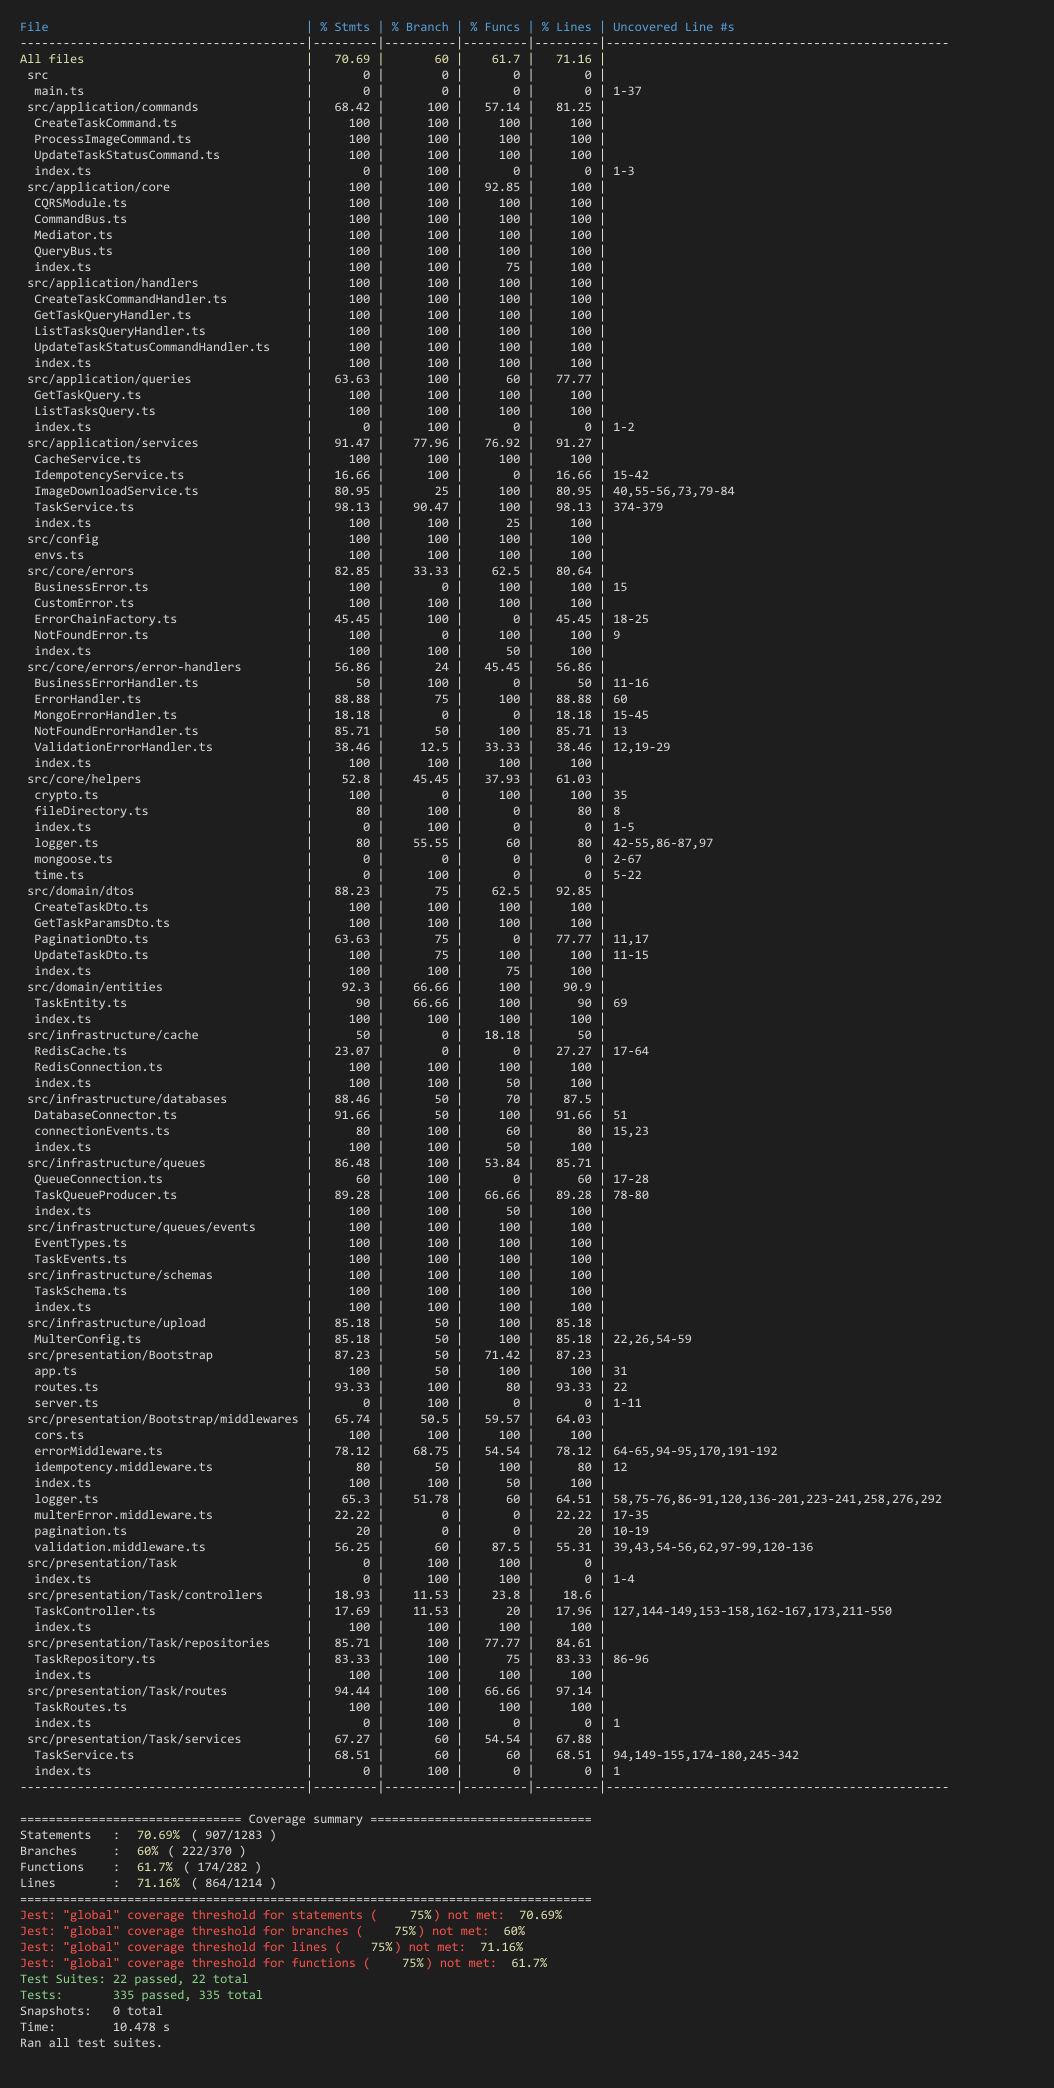 File | % Stmts | % Branch | % Funcs | % Lines | Uncovered Line #s
----------------------------------------|---------|----------|---------|---------|------------------------------------------------
All files | 70.69 | 60 | 61.7 | 71.16 |
src | 0 | 0 | 0 | 0 |
main.ts | 0 | 0 | 0 | 0 | 1-37
src/application/commands | 68.42 | 100 | 57.14 | 81.25 |
CreateTaskCommand.ts | 100 | 100 | 100 | 100 |
ProcessImageCommand.ts | 100 | 100 | 100 | 100 |
UpdateTaskStatusCommand.ts | 100 | 100 | 100 | 100 |
index.ts | 0 | 100 | 0 | 0 | 1-3
src/application/core | 100 | 100 | 92.85 | 100 |
CQRSModule.ts | 100 | 100 | 100 | 100 |
CommandBus.ts | 100 | 100 | 100 | 100 |
Mediator.ts | 100 | 100 | 100 | 100 |
QueryBus.ts | 100 | 100 | 100 | 100 |
index.ts | 100 | 100 | 75 | 100 |
src/application/handlers | 100 | 100 | 100 | 100 |
CreateTaskCommandHandler.ts | 100 | 100 | 100 | 100 |
GetTaskQueryHandler.ts | 100 | 100 | 100 | 100 |
ListTasksQueryHandler.ts | 100 | 100 | 100 | 100 |
UpdateTaskStatusCommandHandler.ts | 100 | 100 | 100 | 100 |
index.ts | 100 | 100 | 100 | 100 |
src/application/queries | 63.63 | 100 | 60 | 77.77 |
GetTaskQuery.ts | 100 | 100 | 100 | 100 |
ListTasksQuery.ts | 100 | 100 | 100 | 100 |
index.ts | 0 | 100 | 0 | 0 | 1-2
src/application/services | 91.47 | 77.96 | 76.92 | 91.27 |
CacheService.ts | 100 | 100 | 100 | 100 |
IdempotencyService.ts | 16.66 | 100 | 0 | 16.66 | 15-42
ImageDownloadService.ts | 80.95 | 25 | 100 | 80.95 | 40,55-56,73,79-84
TaskService.ts | 98.13 | 90.47 | 100 | 98.13 | 374-379
index.ts | 100 | 100 | 25 | 100 |
src/config | 100 | 100 | 100 | 100 |
envs.ts | 100 | 100 | 100 | 100 |
src/core/errors | 82.85 | 33.33 | 62.5 | 80.64 |
BusinessError.ts | 100 | 0 | 100 | 100 | 15
CustomError.ts | 100 | 100 | 100 | 100 |
ErrorChainFactory.ts | 45.45 | 100 | 0 | 45.45 | 18-25
NotFoundError.ts | 100 | 0 | 100 | 100 | 9
index.ts | 100 | 100 | 50 | 100 |
src/core/errors/error-handlers | 56.86 | 24 | 45.45 | 56.86 |
BusinessErrorHandler.ts | 50 | 100 | 0 | 50 | 11-16
ErrorHandler.ts | 88.88 | 75 | 100 | 88.88 | 60
MongoErrorHandler.ts | 18.18 | 0 | 0 | 18.18 | 15-45
NotFoundErrorHandler.ts | 85.71 | 50 | 100 | 85.71 | 13
ValidationErrorHandler.ts | 38.46 | 12.5 | 33.33 | 38.46 | 12,19-29
index.ts | 100 | 100 | 100 | 100 |
src/core/helpers | 52.8 | 45.45 | 37.93 | 61.03 |
crypto.ts | 100 | 0 | 100 | 100 | 35
fileDirectory.ts | 80 | 100 | 0 | 80 | 8
index.ts | 0 | 100 | 0 | 0 | 1-5
logger.ts | 80 | 55.55 | 60 | 80 | 42-55,86-87,97
mongoose.ts | 0 | 0 | 0 | 0 | 2-67
time.ts | 0 | 100 | 0 | 0 | 5-22
src/domain/dtos | 88.23 | 75 | 62.5 | 92.85 |
CreateTaskDto.ts | 100 | 100 | 100 | 100 |
GetTaskParamsDto.ts | 100 | 100 | 100 | 100 |
PaginationDto.ts | 63.63 | 75 | 0 | 77.77 | 11,17
UpdateTaskDto.ts | 100 | 75 | 100 | 100 | 11-15
index.ts | 100 | 100 | 75 | 100 |
src/domain/entities | 92.3 | 66.66 | 100 | 90.9 |
TaskEntity.ts | 90 | 66.66 | 100 | 90 | 69
index.ts | 100 | 100 | 100 | 100 |
src/infrastructure/cache | 50 | 0 | 18.18 | 50 |
RedisCache.ts | 23.07 | 0 | 0 | 27.27 | 17-64
RedisConnection.ts | 100 | 100 | 100 | 100 |
index.ts | 100 | 100 | 50 | 100 |
src/infrastructure/databases | 88.46 | 50 | 70 | 87.5 |
DatabaseConnector.ts | 91.66 | 50 | 100 | 91.66 | 51
connectionEvents.ts | 80 | 100 | 60 | 80 | 15,23
index.ts | 100 | 100 | 50 | 100 |
src/infrastructure/queues | 86.48 | 100 | 53.84 | 85.71 |
QueueConnection.ts | 60 | 100 | 0 | 60 | 17-28
TaskQueueProducer.ts | 89.28 | 100 | 66.66 | 89.28 | 78-80
index.ts | 100 | 100 | 50 | 100 |
src/infrastructure/queues/events | 100 | 100 | 100 | 100 |
EventTypes.ts | 100 | 100 | 100 | 100 |
TaskEvents.ts | 100 | 100 | 100 | 100 |
src/infrastructure/schemas | 100 | 100 | 100 | 100 |
TaskSchema.ts | 100 | 100 | 100 | 100 |
index.ts | 100 | 100 | 100 | 100 |
src/infrastructure/upload | 85.18 | 50 | 100 | 85.18 |
MulterConfig.ts | 85.18 | 50 | 100 | 85.18 | 22,26,54-59
src/presentation/Bootstrap | 87.23 | 50 | 71.42 | 87.23 |
app.ts | 100 | 50 | 100 | 100 | 31
routes.ts | 93.33 | 100 | 80 | 93.33 | 22
server.ts | 0 | 100 | 0 | 0 | 1-11
src/presentation/Bootstrap/middlewares | 65.74 | 50.5 | 59.57 | 64.03 |
cors.ts | 100 | 100 | 100 | 100 |
errorMiddleware.ts | 78.12 | 68.75 | 54.54 | 78.12 | 64-65,94-95,170,191-192
idempotency.middleware.ts | 80 | 50 | 100 | 80 | 12
index.ts | 100 | 100 | 50 | 100 |
logger.ts | 65.3 | 51.78 | 60 | 64.51 | 58,75-76,86-91,120,136-201,223-241,258,276,292
multerError.middleware.ts | 22.22 | 0 | 0 | 22.22 | 17-35
pagination.ts | 20 | 0 | 0 | 20 | 10-19
validation.middleware.ts | 56.25 | 60 | 87.5 | 55.31 | 39,43,54-56,62,97-99,120-136
src/presentation/Task | 0 | 100 | 100 | 0 |
index.ts | 0 | 100 | 100 | 0 | 1-4
src/presentation/Task/controllers | 18.93 | 11.53 | 23.8 | 18.6 |
TaskController.ts | 17.69 | 11.53 | 20 | 17.96 | 127,144-149,153-158,162-167,173,211-550
index.ts | 100 | 100 | 100 | 100 |
src/presentation/Task/repositories | 85.71 | 100 | 77.77 | 84.61 |
TaskRepository.ts | 83.33 | 100 | 75 | 83.33 | 86-96
index.ts | 100 | 100 | 100 | 100 |
src/presentation/Task/routes | 94.44 | 100 | 66.66 | 97.14 |
TaskRoutes.ts | 100 | 100 | 100 | 100 |
index.ts | 0 | 100 | 0 | 0 | 1
src/presentation/Task/services | 67.27 | 60 | 54.54 | 67.88 |
TaskService.ts | 68.51 | 60 | 60 | 68.51 | 94,149-155,174-180,245-342
index.ts | 0 | 100 | 0 | 0 | 1
----------------------------------------|---------|----------|---------|---------|------------------------------------------------
=============================== Coverage summary ===============================
Statements : 70.69% ( 907/1283 )
Branches : 60% ( 222/370 )
Functions : 61.7% ( 174/282 )
Lines : 71.16% ( 864/1214 )
================================================================================
Jest: "global" coverage threshold for statements ( 75%) not met: 70.69%
Jest: "global" coverage threshold for branches ( 75%) not met: 60%
Jest: "global" coverage threshold for lines ( 75%) not met: 71.16%
Jest: "global" coverage threshold for functions ( 75%) not met: 61.7%
Test Suites: 22 passed, 22 total
Tests: 335 passed, 335 total
Snapshots: 0 total
Time: 10.478 s
Ran all test suites.